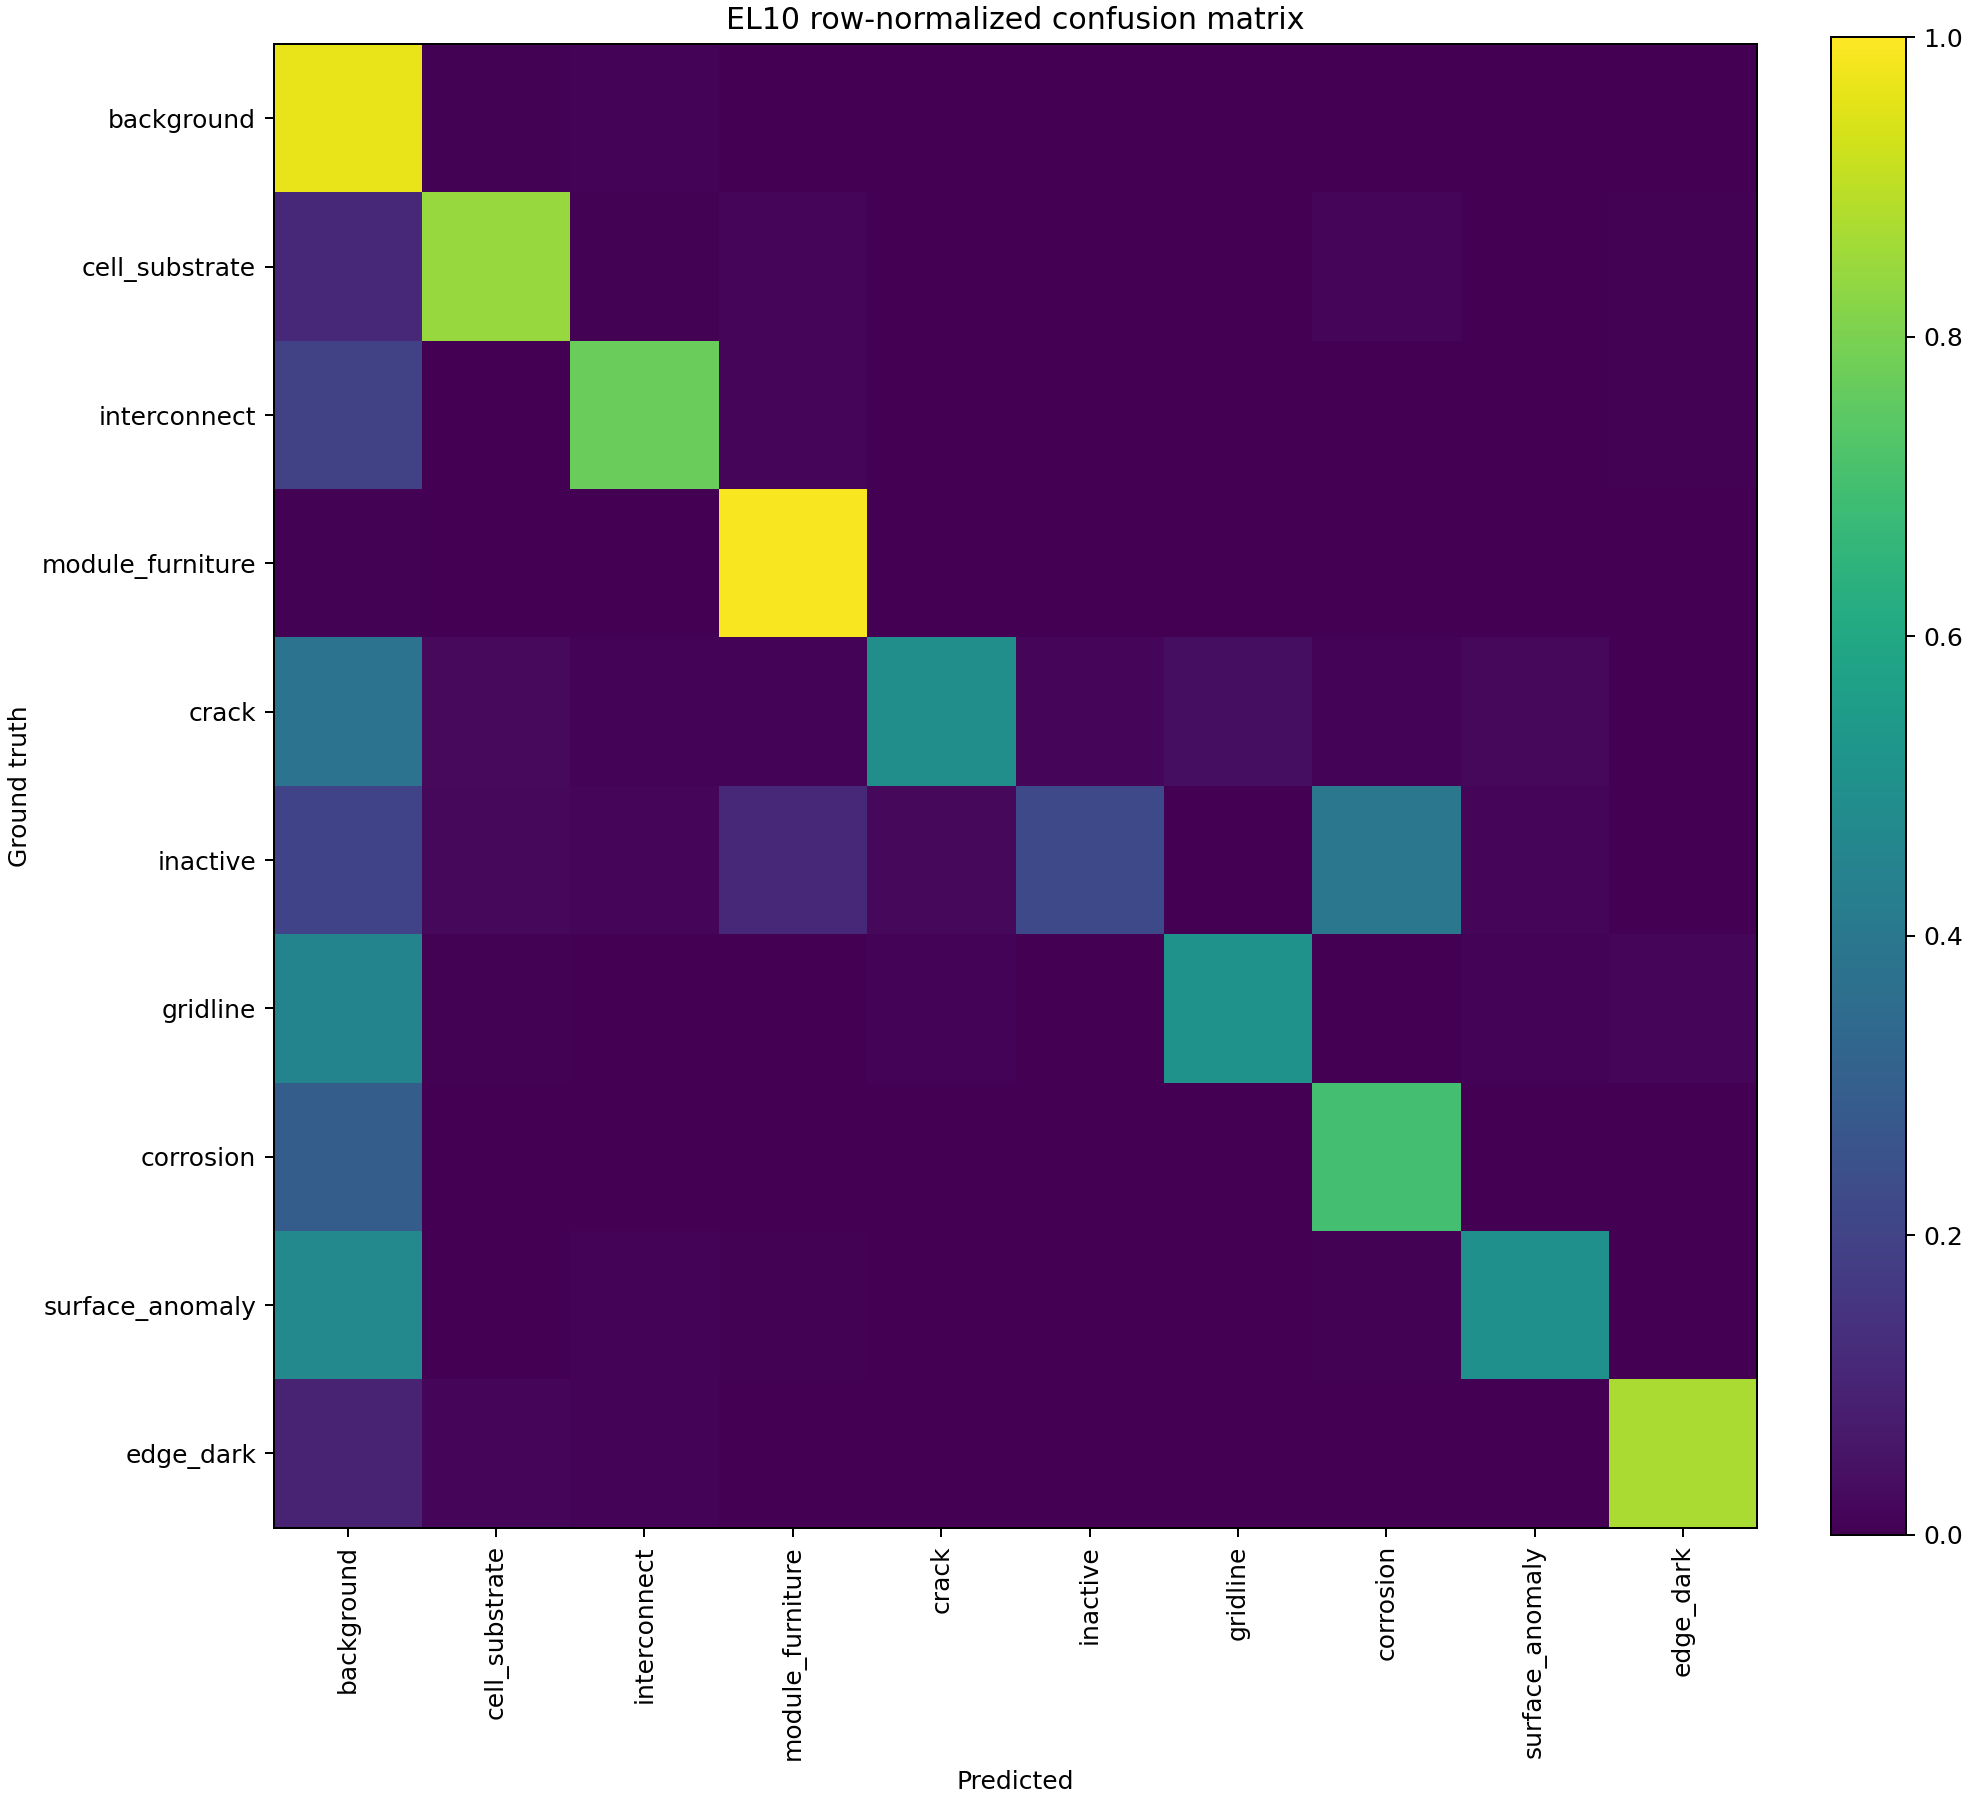 EL10 row-normalized confusion matrix
Ground truth
background
cell_substrate
interconnect
module_furniture
crack
inactive
gridline
corrosion
surface_anomaly
edge_dark
background
cell_substrate
interconnect
module_furniture
crack
inactive
gridline
corrosion
surface_anomaly
edge_dark
Predicted
1.0
0.8
0.6
0.4
0.2
0.0